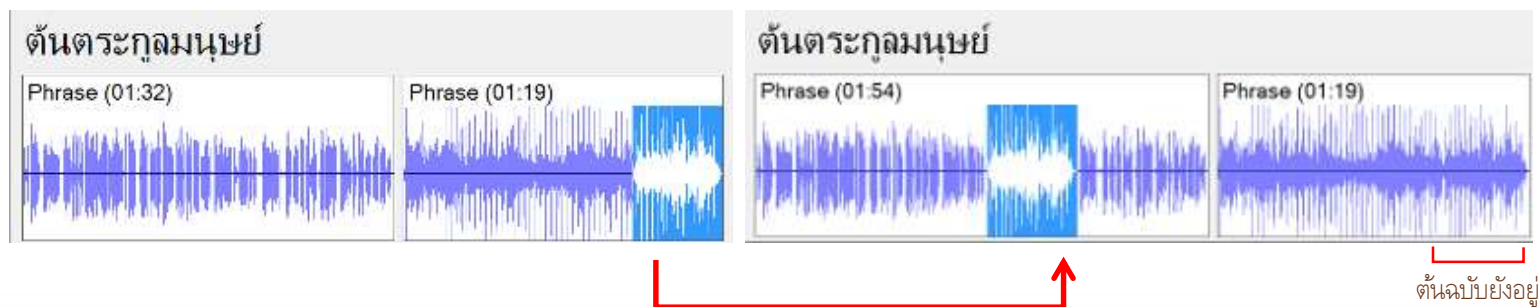 ต้นตระกูลมนุษย์
Phrase (01:32)
Phrase (01:19)
ต้นตระกูลมนุษย์
Phrase (01:54)
Phrase (01:19)
ต้นฉบับยังอยู่